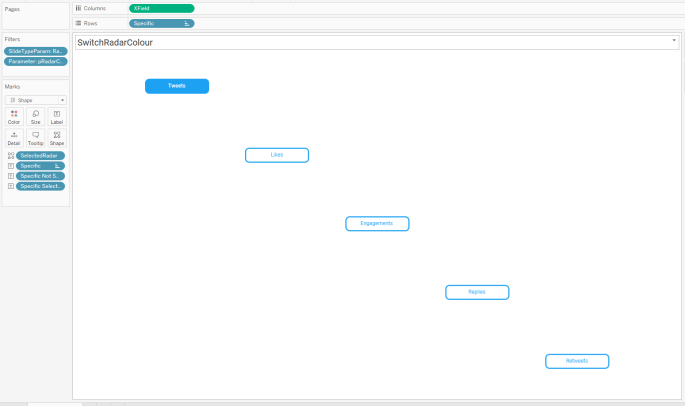 Pages
Columns
XField
Rows
Specific
Filters
SlideTypeParam: Ra..
Parameter: pRadarC..
SwitchRadarColour
Marks
Shape
Color
Size
Label
Detail
Tooltip
Shape
SelectedRadar
Specific
Specific Not S..
Specific Select..
Tweets
Likes
Engagements
Replies
Retweets